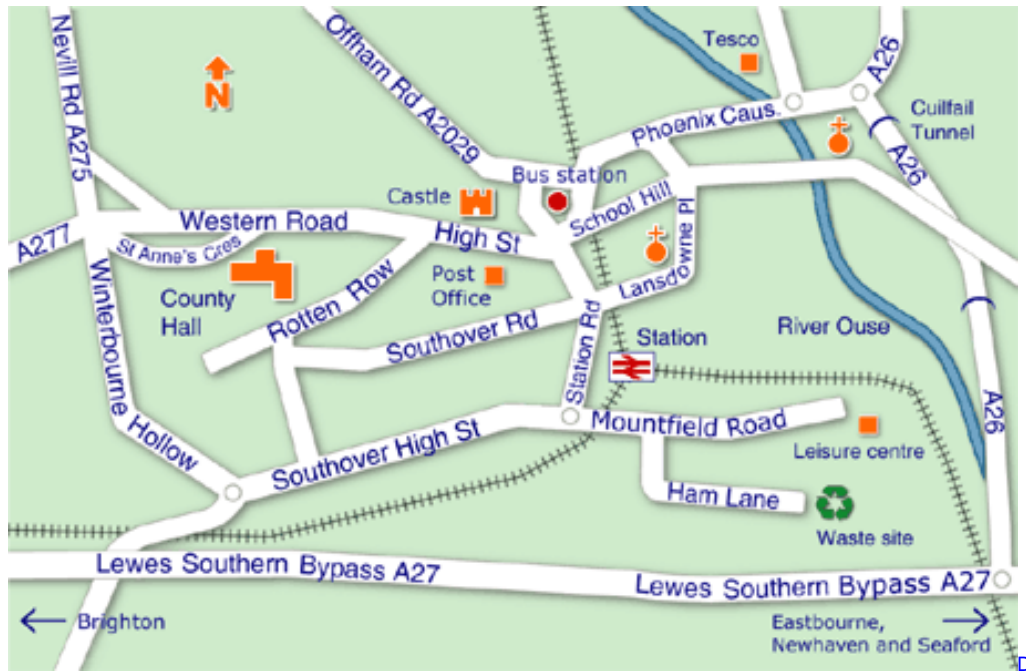 Nevill Rd A275
Offham Rd A2029
Tesco
A26
N
Phoenix Caus.
Cuilfail
Tunnel
A26
Bus station
Castle
School Hill
Western Road
High St
A277
St Anne's Cres
Lansdowne Pl
County
Hall
Post
Office
Rotten Row
Winterbourne Hollow
Southover Rd
Station Rd
Station
River Ouse
A26
Mountfield Road
Southover High St
Leisure centre
Ham Lane
Waste site
Lewes Southern Bypass A27
Lewes Southern Bypass A27
Brighton
Eastbourne,
Newhaven and Seaford